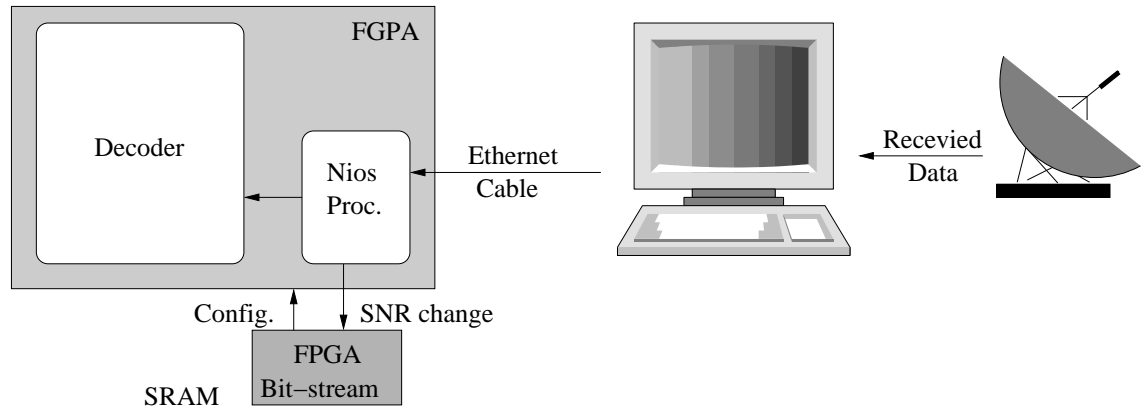 FGPA
Decoder
Nios
Proc.
Ethernet
Cable
Recevied
Data
Config.
SNR change
FPGA
Bit−stream
SRAM